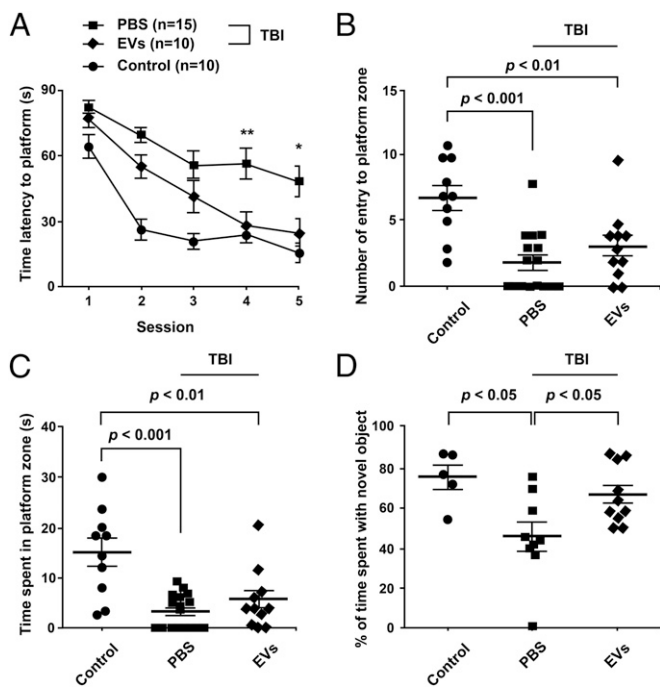 A
PBS (n=15)
EVs (n=10)
TBI
Control (n=10)
Time latency to platform (s)
90
60
30
0
**
*
1 2 3 4 5
Session
B
TBI
p < 0.01
p < 0.001
Number of entry to platform zone
15
10
5
0
Control PBS EVs
C
TBI
p < 0.01
p < 0.001
Time spent in platform zone (s)
40
30
20
10
0
Control PBS EVs
D
TBI
p < 0.05 p < 0.05
% of time spent with novel object
100
80
60
40
20
0
Control PBS EVs